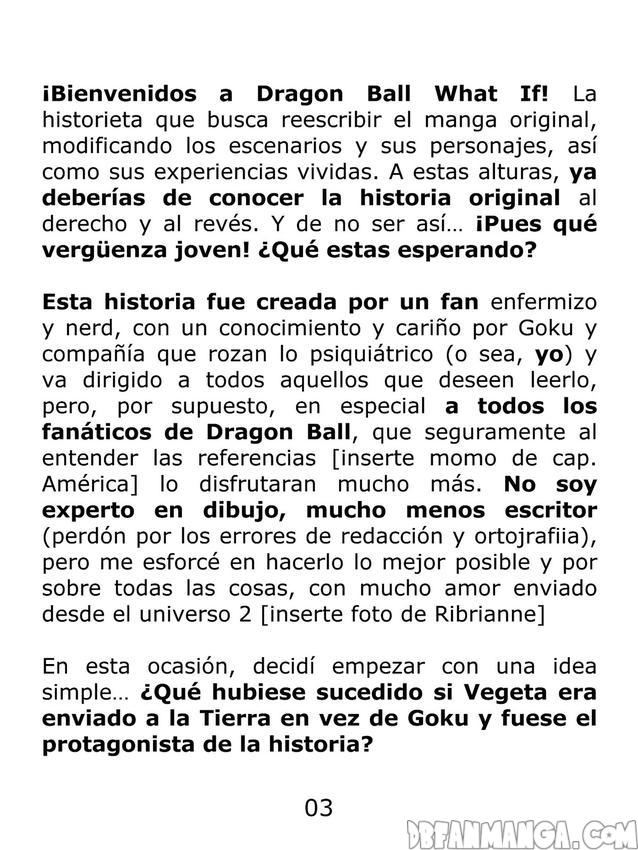 ¡Bienvenidos a Dragon Ball What If! La
historieta que busca reescribir el manga original,
modificando los escenarios y sus personajes, así
como sus experiencias vividas. A estas alturas, ya
deberías de conocer la historia original al
derecho y al revés. Y de no ser así… ¡Pues qué
vergüenza joven! ¿Qué estas esperando?
Esta historia fue creada por un fan enfermizo
y nerd, con un conocimiento y cariño por Goku y
compañía que rozan lo psiquiátrico (o sea, yo) y
va dirigido a todos aquellos que deseen leerlo,
pero, por supuesto, en especial a todos los
fanáticos de Dragon Ball, que seguramente al
entender las referencias [inserte momo de cap.
América] lo disfrutaran mucho más. No soy
experto en dibujo, mucho menos escritor
(perdón por los errores de redacción y ortojrafiia),
pero me esforcé en hacerlo lo mejor posible y por
sobre todas las cosas, con mucho amor enviado
desde el universo 2 [inserte foto de Ribrianne]
En esta ocasión, decidí empezar con una idea
simple… ¿Qué hubiese sucedido si Vegeta era
enviado a la Tierra en vez de Goku y fuese el
protagonista de la historia?
03
DBFANMANGA.COM